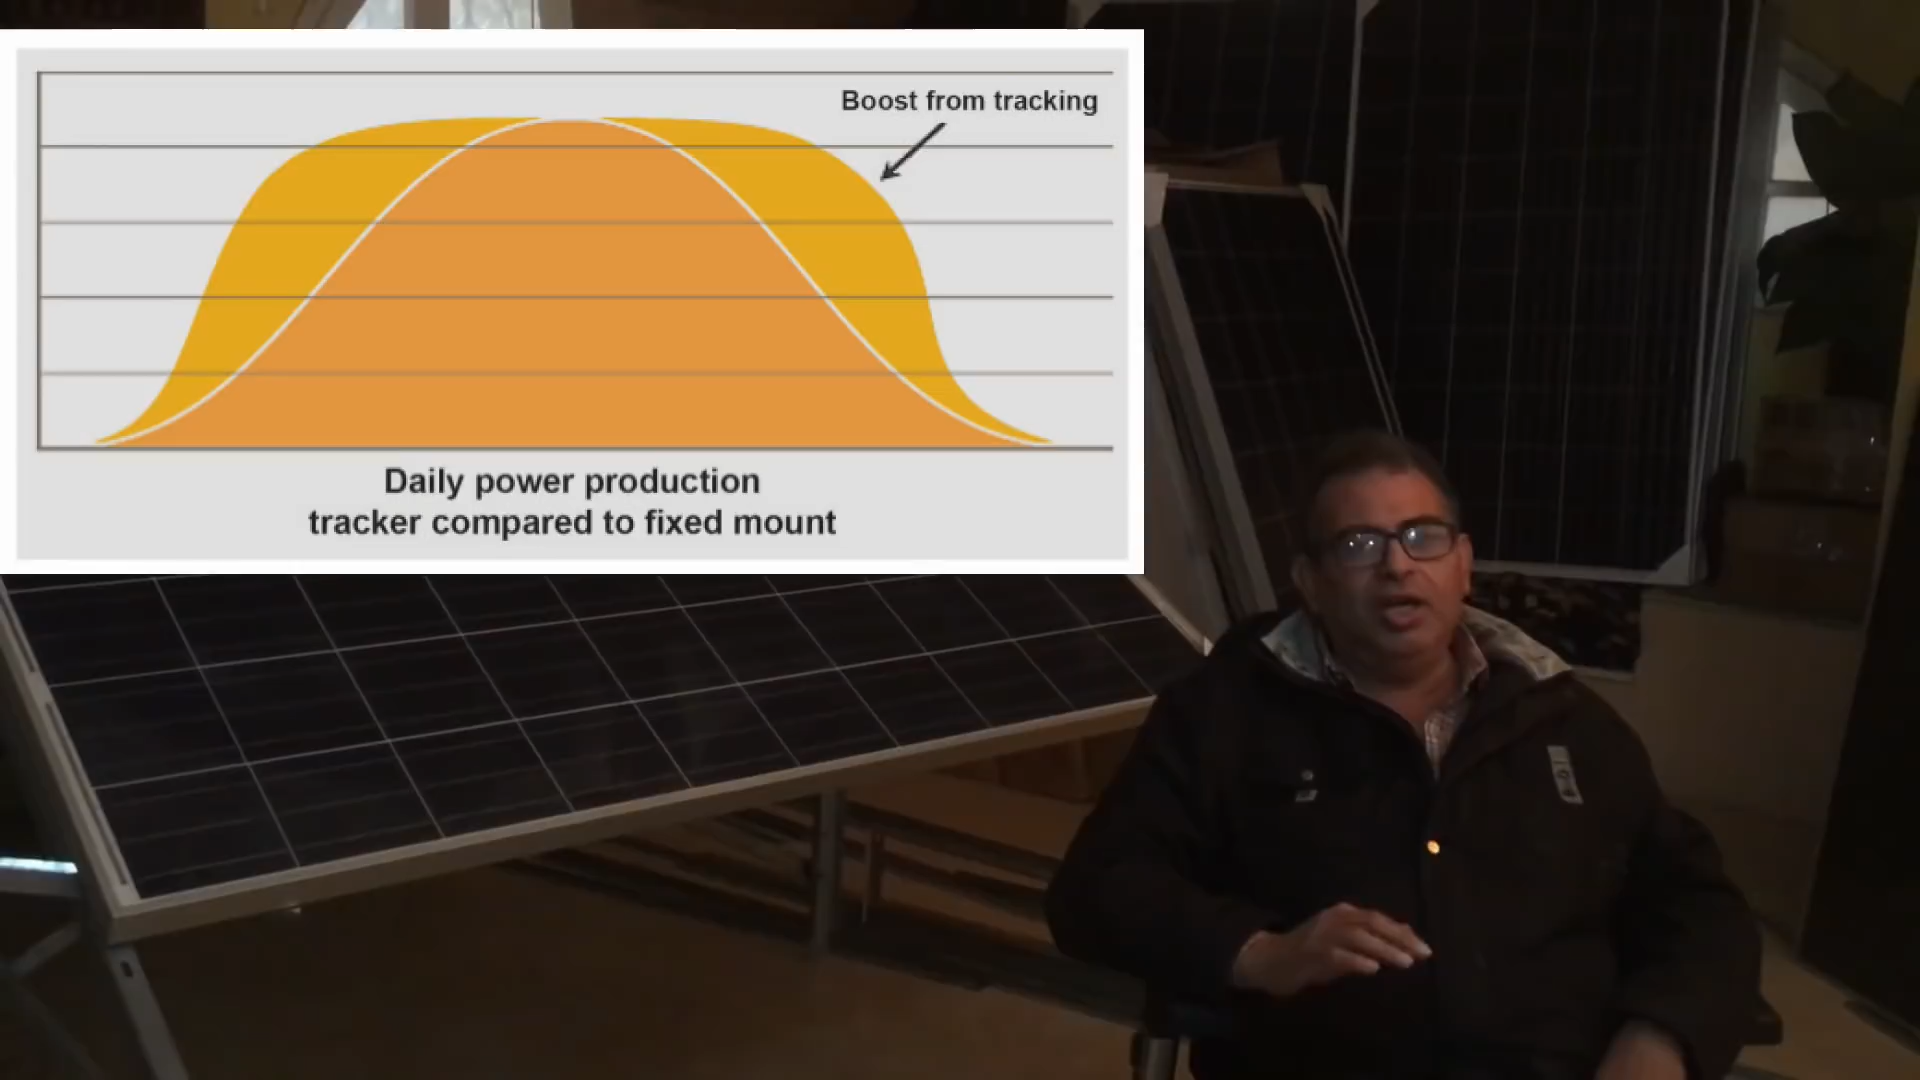 Boost from tracking
Daily power production
tracker compared to fixed mount